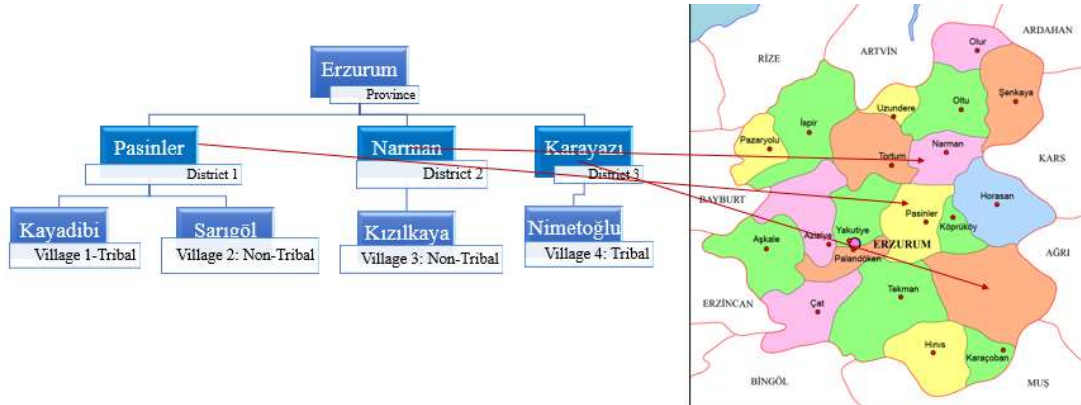 Erzurum
Province
Pasinler
District 1
Narman
District 2
Karayazı
District 3
Kayadibi
Village 1-Tribal
Sarıgöl
Village 2: Non-Tribal
Kızılkaya
Village 3: Non-Tribal
Nimetoğlu
Village 4: Tribal
ARDAHAN
ARTVİN
RİZE
Olur
Şenkaya
Oltu
Uzundere
İspir
Pazaryolu
Narman
Tortum
KARS
BAYBURT
Horasan
Pasinler
Köprüköy
Yakutiye
Aziziye
ERZURUM
Aşkale
Palandöken
AĞRI
Tekman
ERZİNCAN
Çat
Hınıs
Karaçoban
BİNGÖL
MUŞ